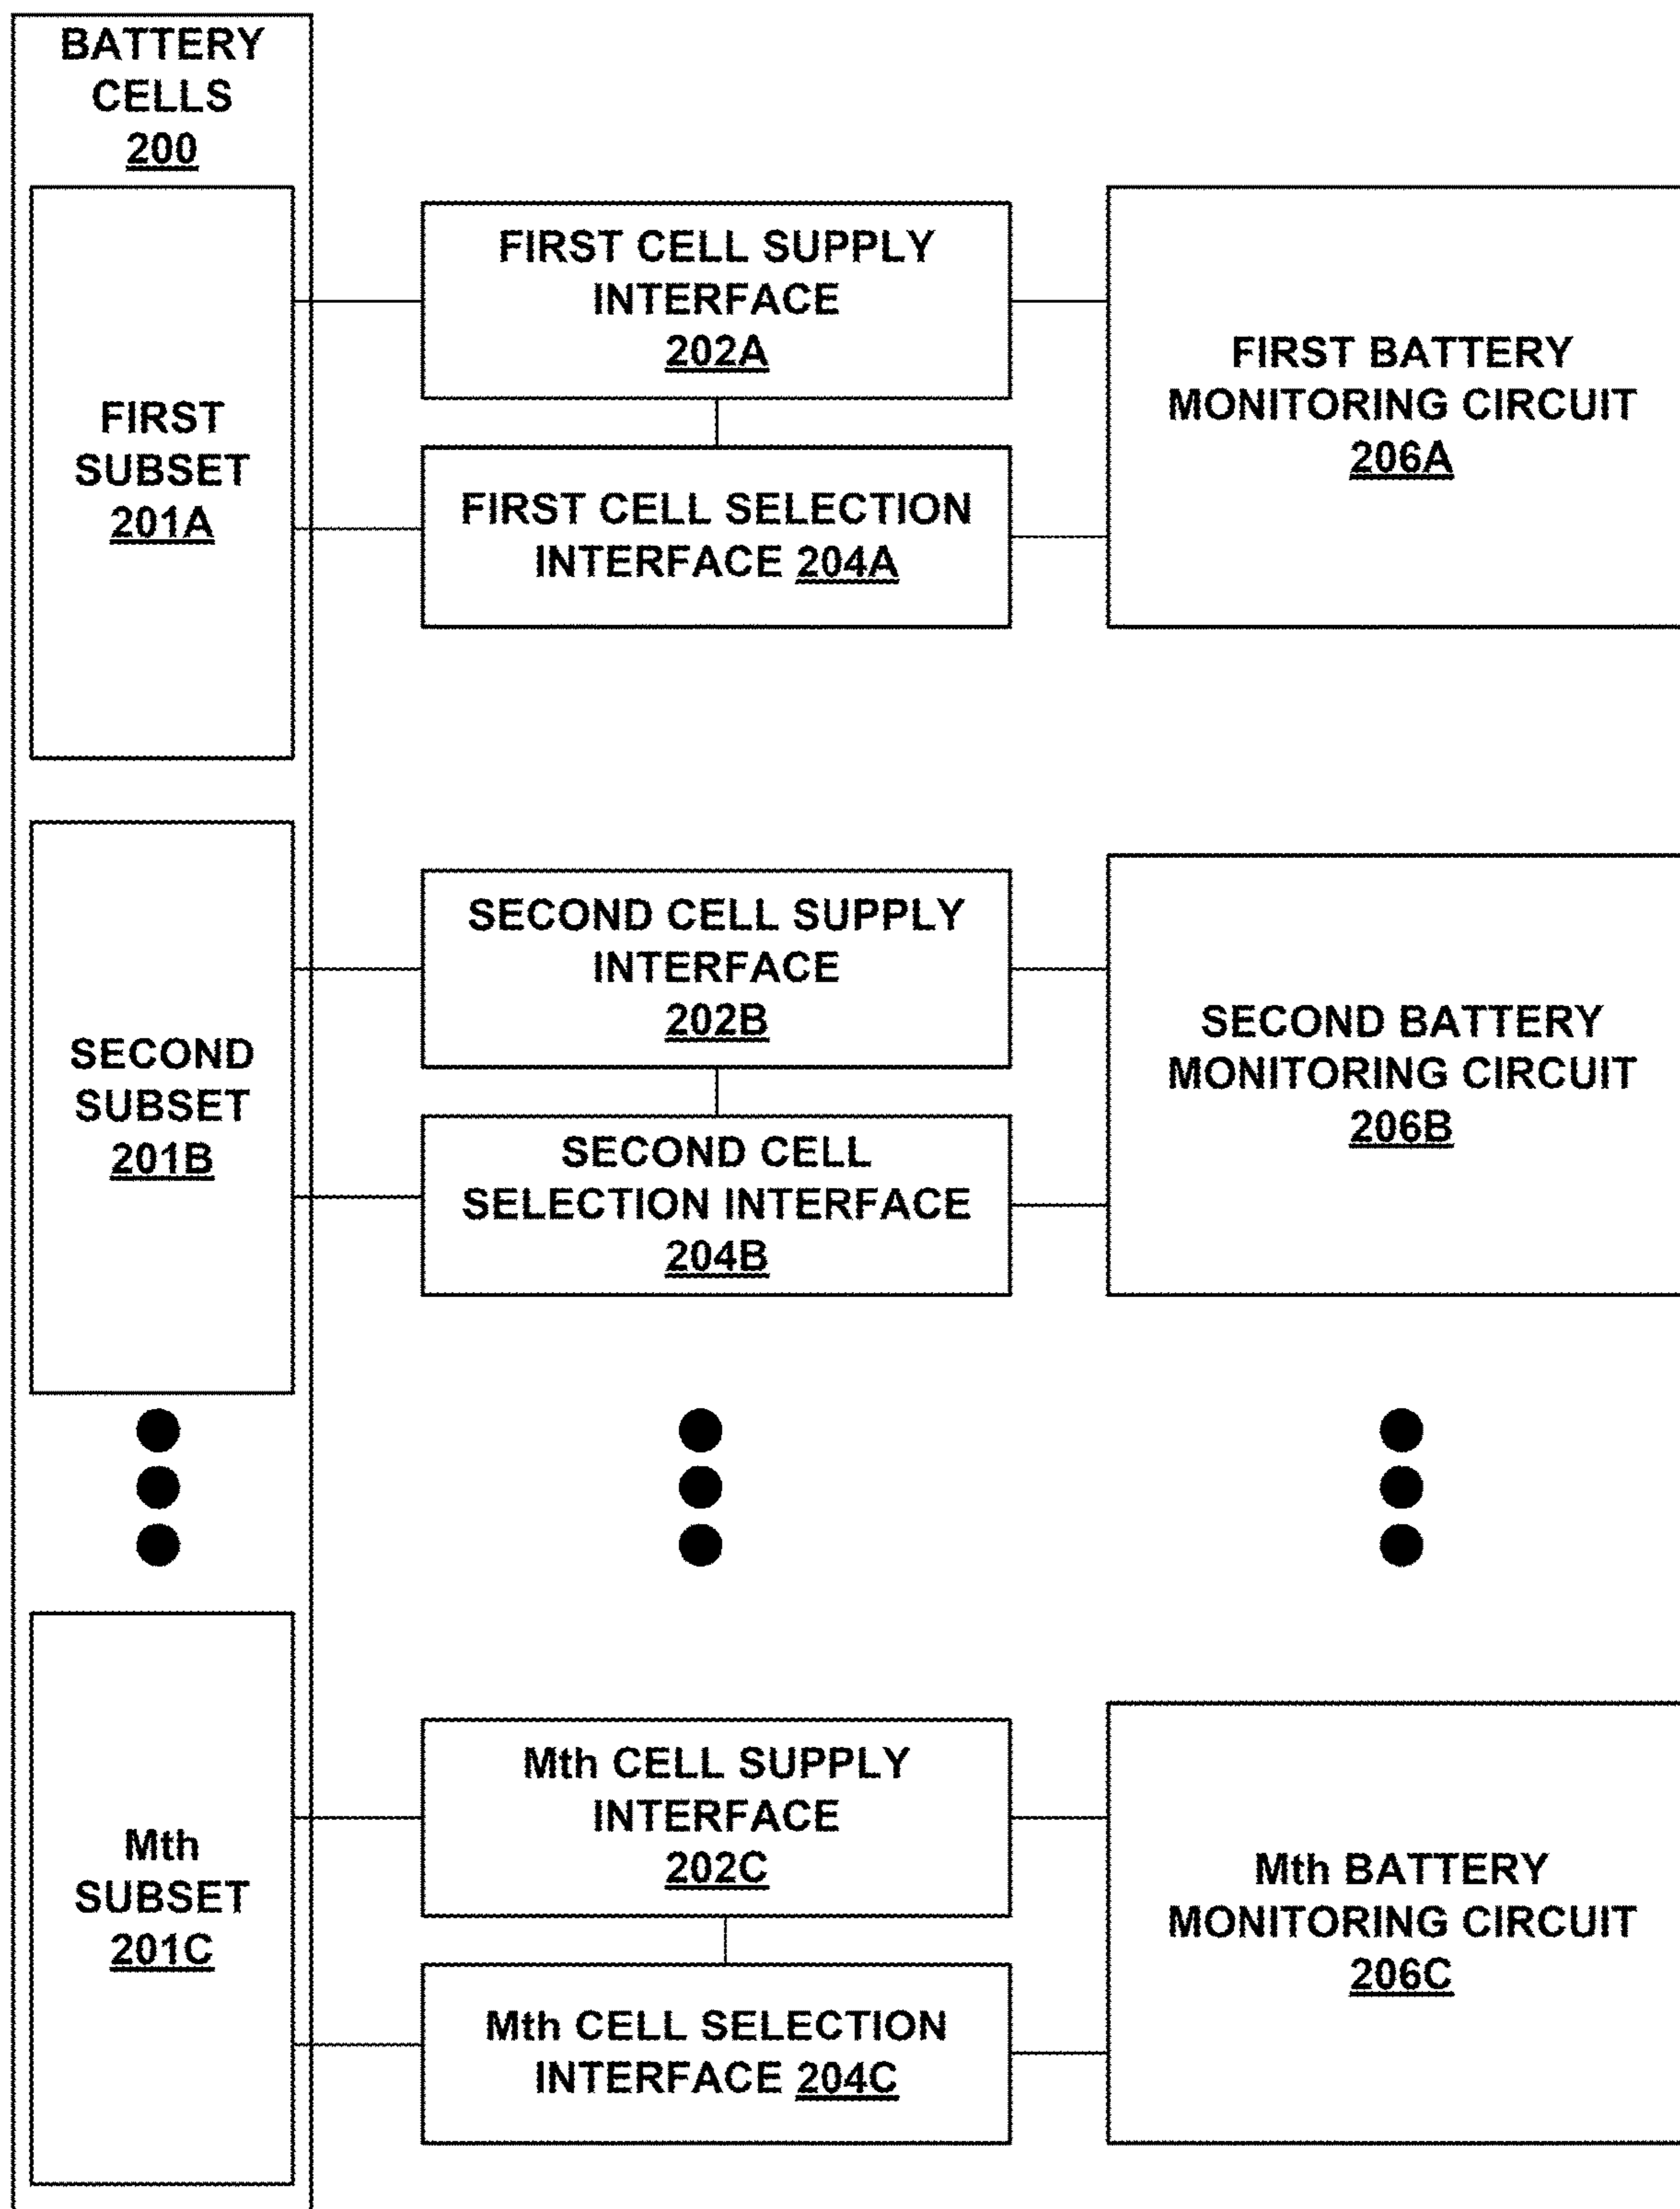 BATTERY
CELLS
200
FIRST
SUBSET
201A
FIRST CELL SUPPLY
INTERFACE
202A
FIRST CELL SELECTION
INTERFACE 204A
FIRST BATTERY
MONITORING CIRCUIT
206A
SECOND
SUBSET
201B
SECOND CELL SUPPLY
INTERFACE
202B
SECOND CELL
SELECTION INTERFACE
204B
SECOND BATTERY
MONITORING CIRCUIT
206B
Mth
SUBSET
201C
Mth CELL SUPPLY
INTERFACE
202C
Mth CELL SELECTION
INTERFACE 204C
Mth BATTERY
MONITORING CIRCUIT
206C